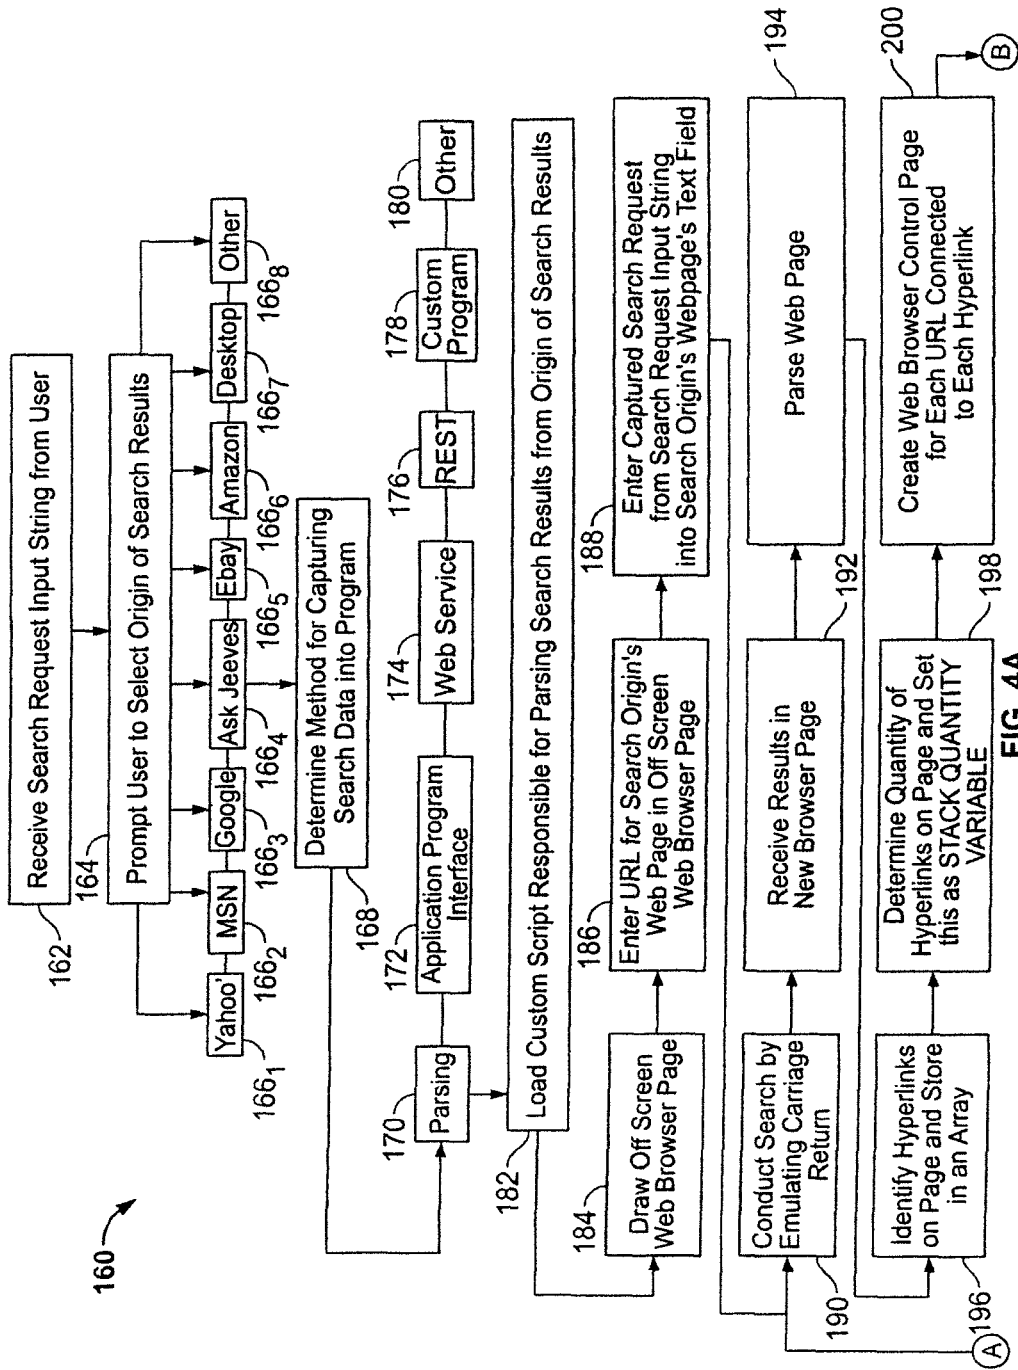 160
Receive Search Request Input String from User
162
164
Prompt User to Select Origin of Search Results
Yahoo'
MSN
Google
Ask Jeeves
Ebay
Amazon
Desktop
Other
166₁
166₂
166₃
166₄
166₅
166₆
166₇
166₈
Determine Method for Capturing
Search Data into Program
168
170
Parsing
172
Application Program
Interface
174
Web Service
176
REST
178
Custom
Program
180
Other
182
Load Custom Script Responsible for Parsing Search Results from Origin of Search Results
184
Draw Off Screen
Web Browser Page
186
Enter URL for Search Origin's
Web Page in Off Screen
Web Browser Page
188
Enter Captured Search Request
from Search Request Input String
into Search Origin's Webpage's Text Field
Conduct Search by
Emulating Carriage
Return
190
Receive Results in
New Browser Page
192
Parse Web Page
194
Identify Hyperlinks
on Page and Store
in an Array
196
Determine Quantity of
Hyperlinks on Page and Set
this as STACK QUANTITY
VARIABLE
198
Create Web Browser Control Page
for Each URL Connected
to Each Hyperlink
200
A
B
FIG. 4A